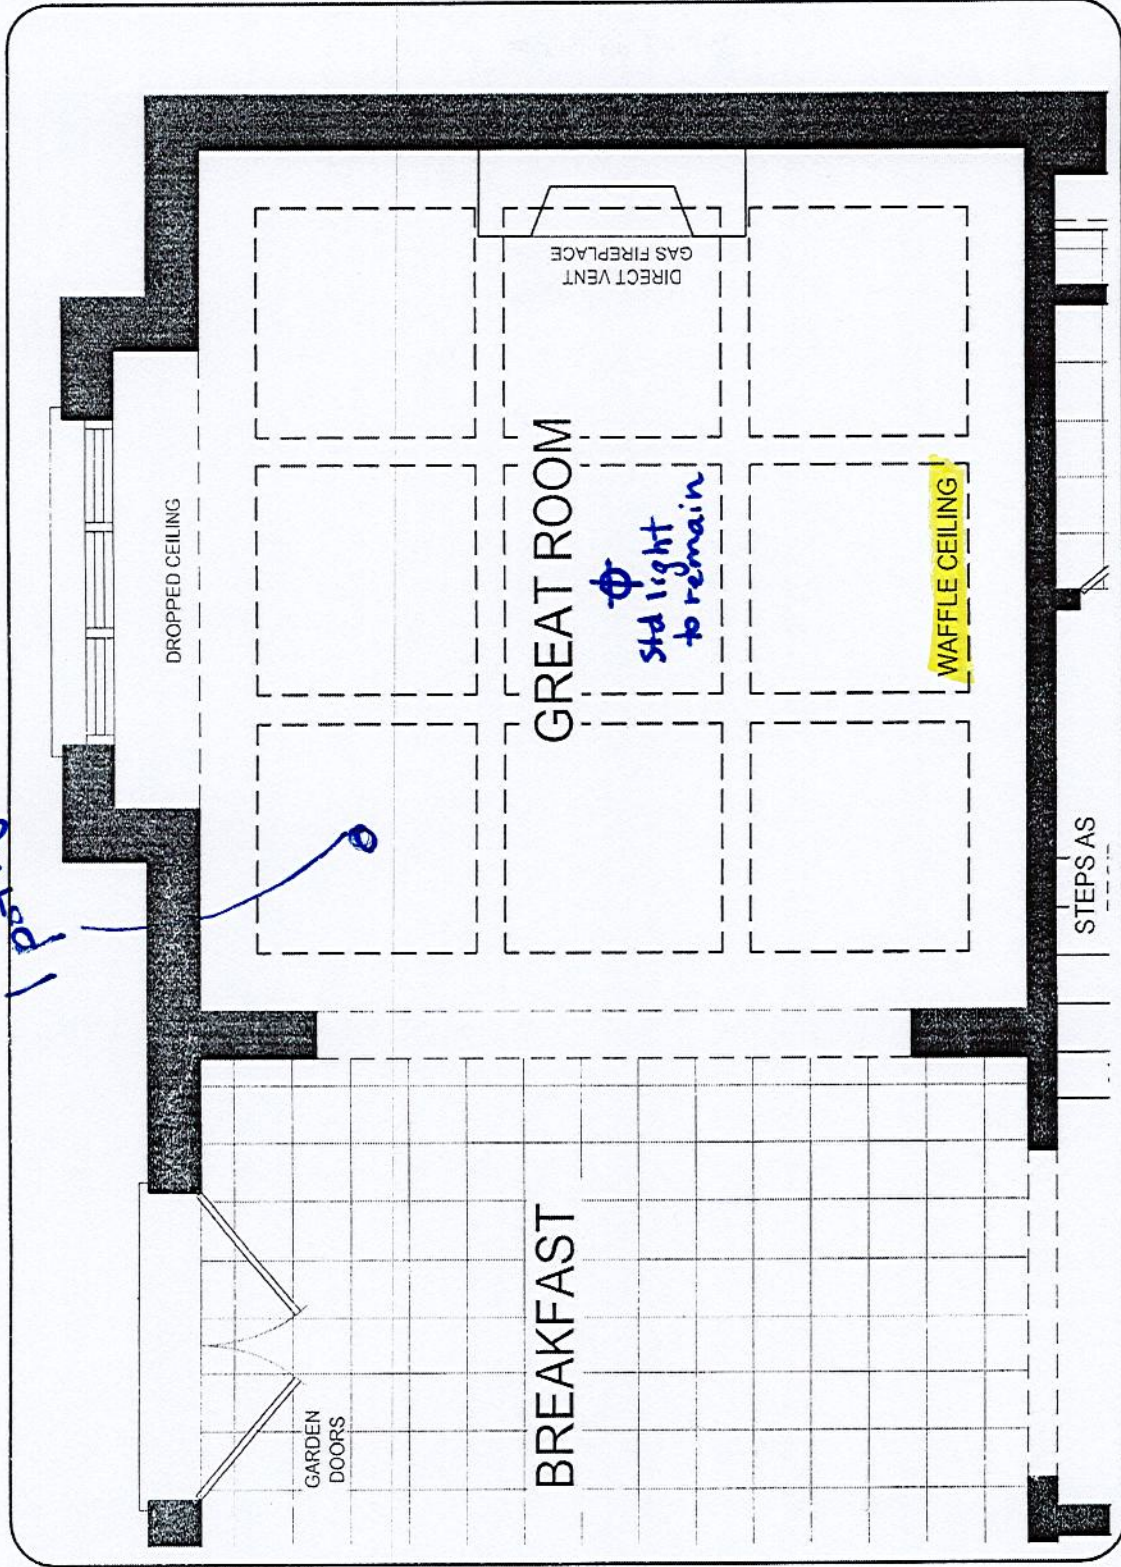 DROPPED CEILING
DIRECT VENT
GAS FIREPLACE
GREAT ROOM
std light
to remain
WAFFLE CEILING
GARDEN
DOORS
BREAKFAST
STEPS AS